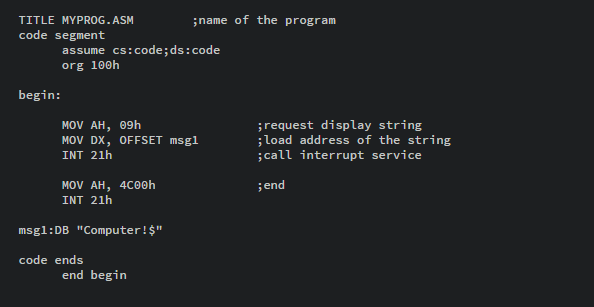 TITLE MYPROG.ASM ;name of the program
code segment
assume cs:code;ds:code
org 100h
begin:
MOV AH, 09h ;request display string
MOV DX, OFFSET msg1 ;load address of the string
INT 21h ;call interrupt service
MOV AH, 4C00h ;end
INT 21h
msg1:DB "Computer!$"
code ends
end begin